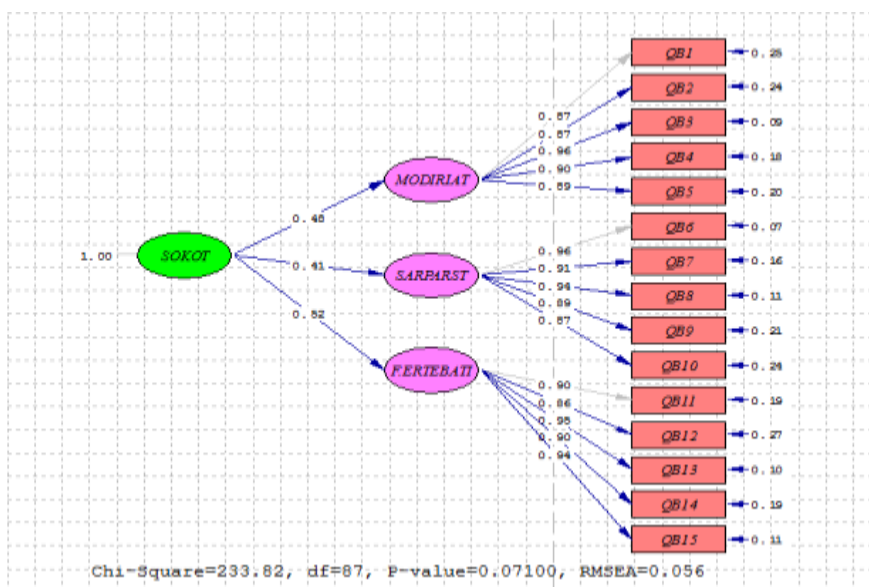 QB1 0.25
QB2 0.24
0.87
QB3 0.09
0.87
0.96
QB4 0.18
0.90
MODIRIAT
0.89
QB5 0.20
QB6 0.07
0.96
1.00
SOKOT
0.91
QB7 0.16
SARPARST
0.94
QB8 0.11
0.89
0.87
QB9 0.21
0.41
QB10 0.24
F.ERTEBATI
0.90
QB11 0.19
0.86
QB12 0.27
0.95
0.90
QB13 0.10
0.94
QB14 0.19
QB15 0.11
Chi-Square=233.82, df=87, P-value=0.07100, RMSEA=0.056